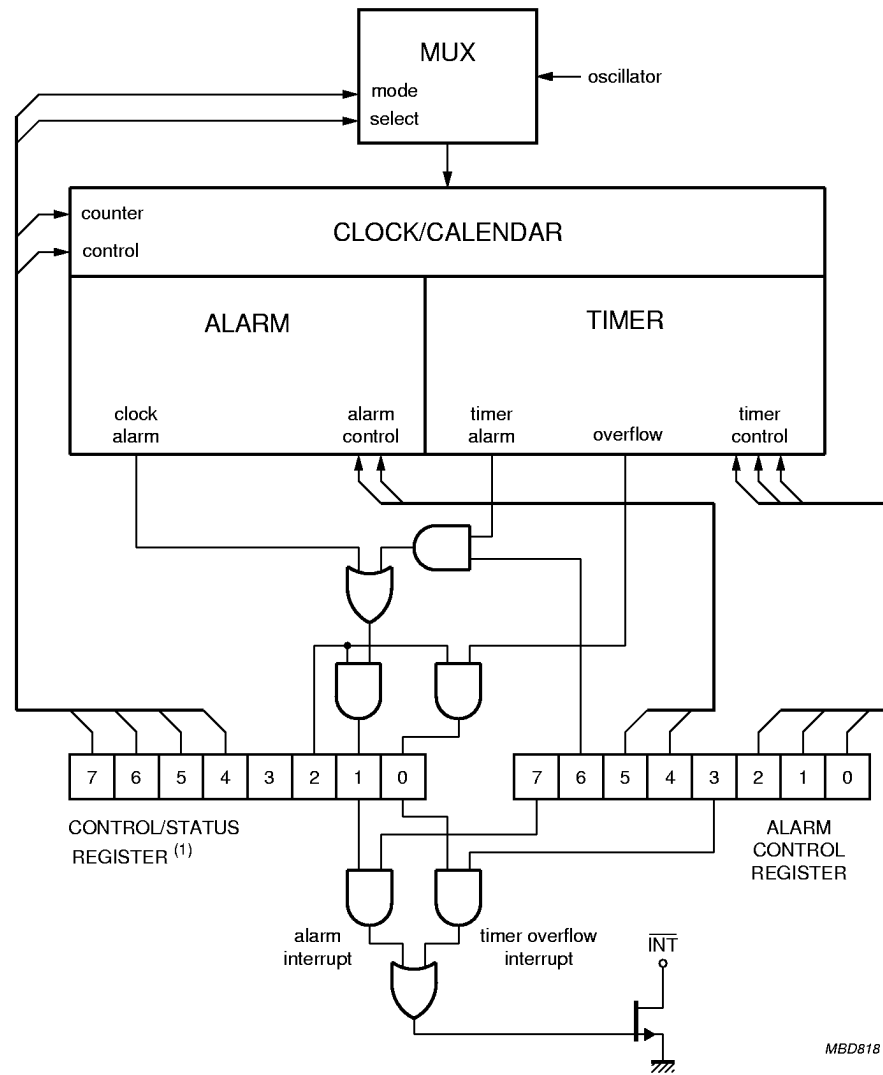 MUX
oscillator
mode
select
counter
control
CLOCK/CALENDAR
ALARM
TIMER
clock
alarm
alarm
control
timer
alarm
overflow
timer
control
7 6 5 4 3 2 1 0
7 6 5 4 3 2 1 0
CONTROL/STATUS
REGISTER (1)
ALARM
CONTROL
REGISTER
alarm
interrupt
timer overflow
interrupt
INT
MBD818